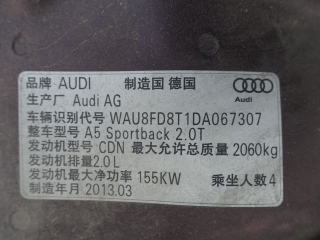 品牌 AUDI 制造国 德国
生产厂 Audi AG
Audi
车辆识别代号 WAU8FD8T1DA067307
整车型号 A5 Sportback 2.0T
发动机型号 CDN 最大允许总质量 2060kg
发动机排量2.0L
发动机最大净功率 155KW 乘坐人数4
制造年月 2013.03